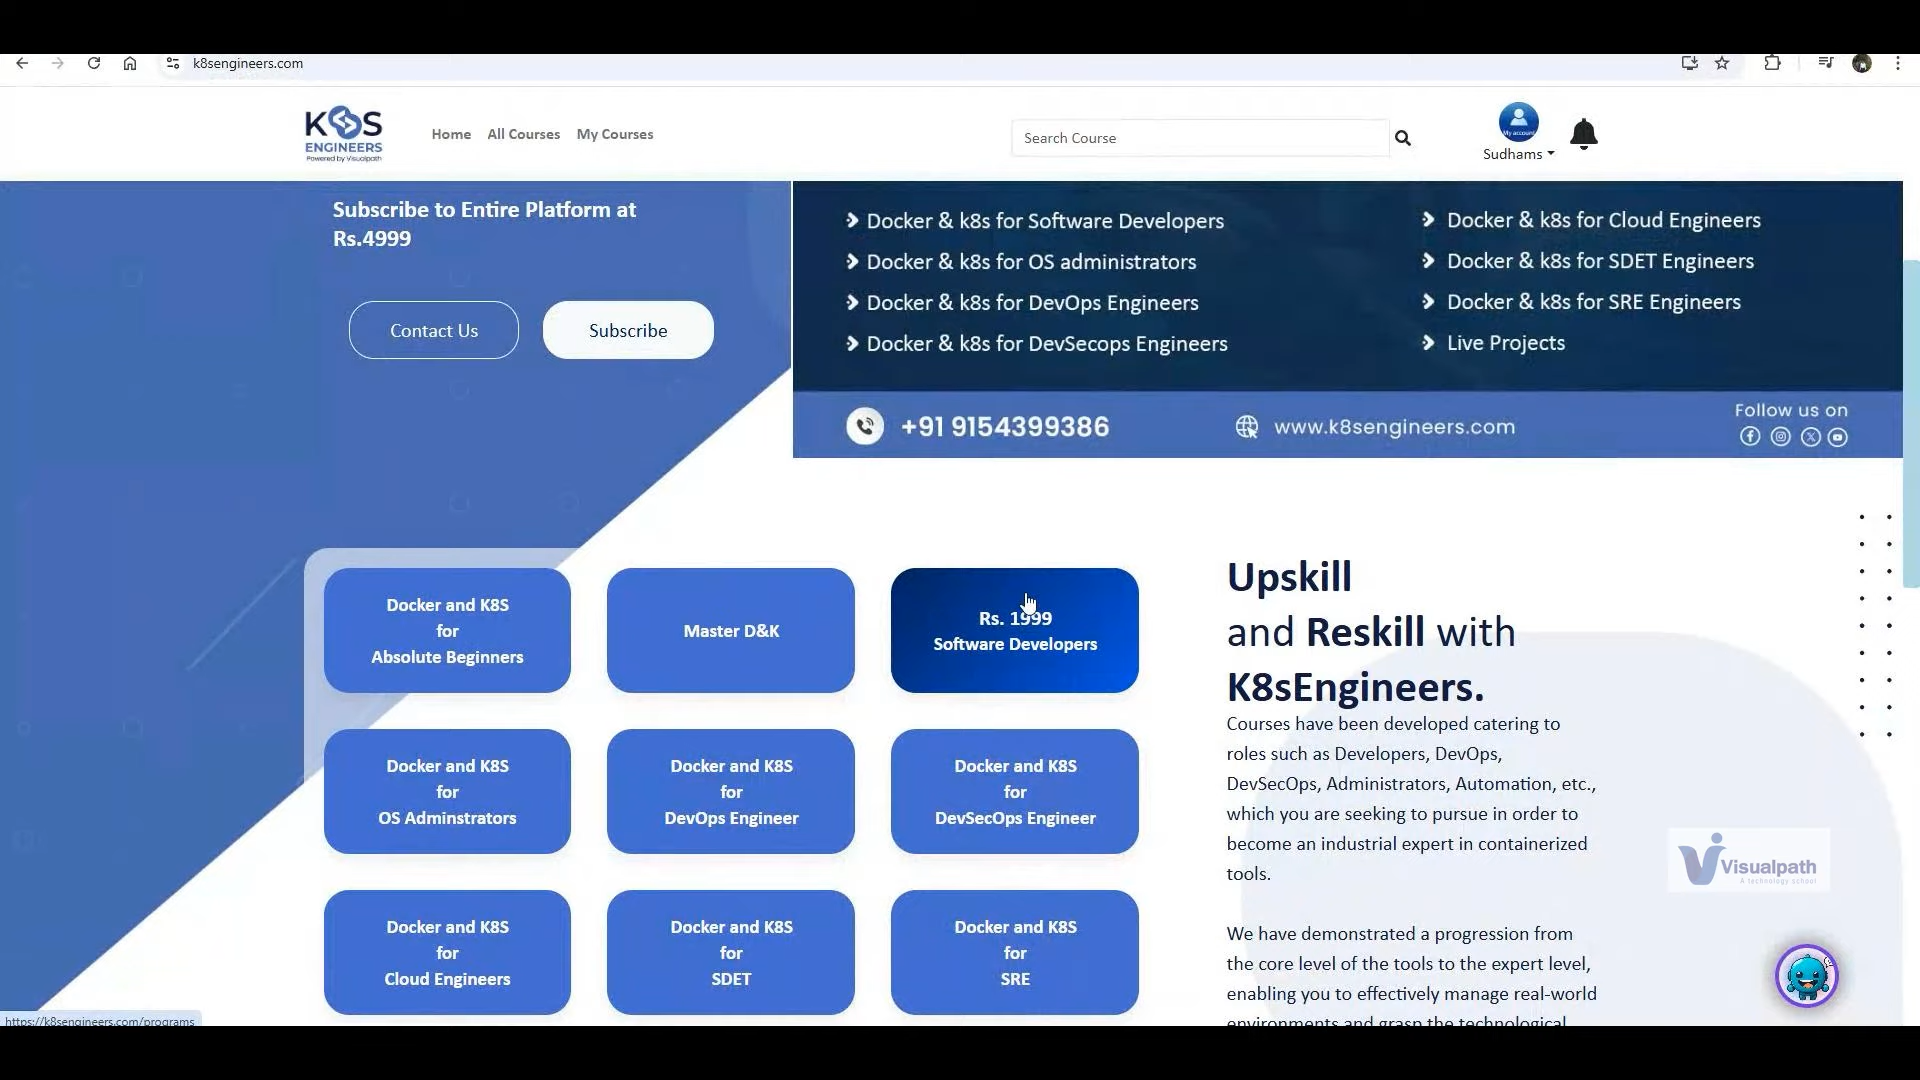 k8sengineers.com
K8S
ENGINEERS
Powered by Visualpath
Home
All Courses
My Courses
Search Course
My account
Sudhams
Subscribe to Entire Platform at
Rs.4999
Contact Us
Subscribe
Docker & k8s for Software Developers
Docker & k8s for OS administrators
Docker & k8s for DevOps Engineers
Docker & k8s for DevSecops Engineers
Docker & k8s for Cloud Engineers
Docker & k8s for SDET Engineers
Docker & k8s for SRE Engineers
Live Projects
+91 9154399386
www.k8sengineers.com
Follow us on
Docker and K8S
for
Absolute Beginners
Master D&K
Rs. 1999
Software Developers
Docker and K8S
for
OS Adminstrators
Docker and K8S
for
DevOps Engineer
Docker and K8S
for
DevSecOps Engineer
Docker and K8S
for
Cloud Engineers
Docker and K8S
for
SDET
Docker and K8S
for
SRE
Upskill
and Reskill with
K8sEngineers.
Courses have been developed catering to
roles such as Developers, DevOps,
DevSecOps, Administrators, Automation, etc.,
which you are seeking to pursue in order to
become an industrial expert in containerized
tools.
We have demonstrated a progression from
the core level of the tools to the expert level,
enabling you to effectively manage real-world
environments and grasp the technological
Visualpath
A technology school
https://k8sengineers.com/programs